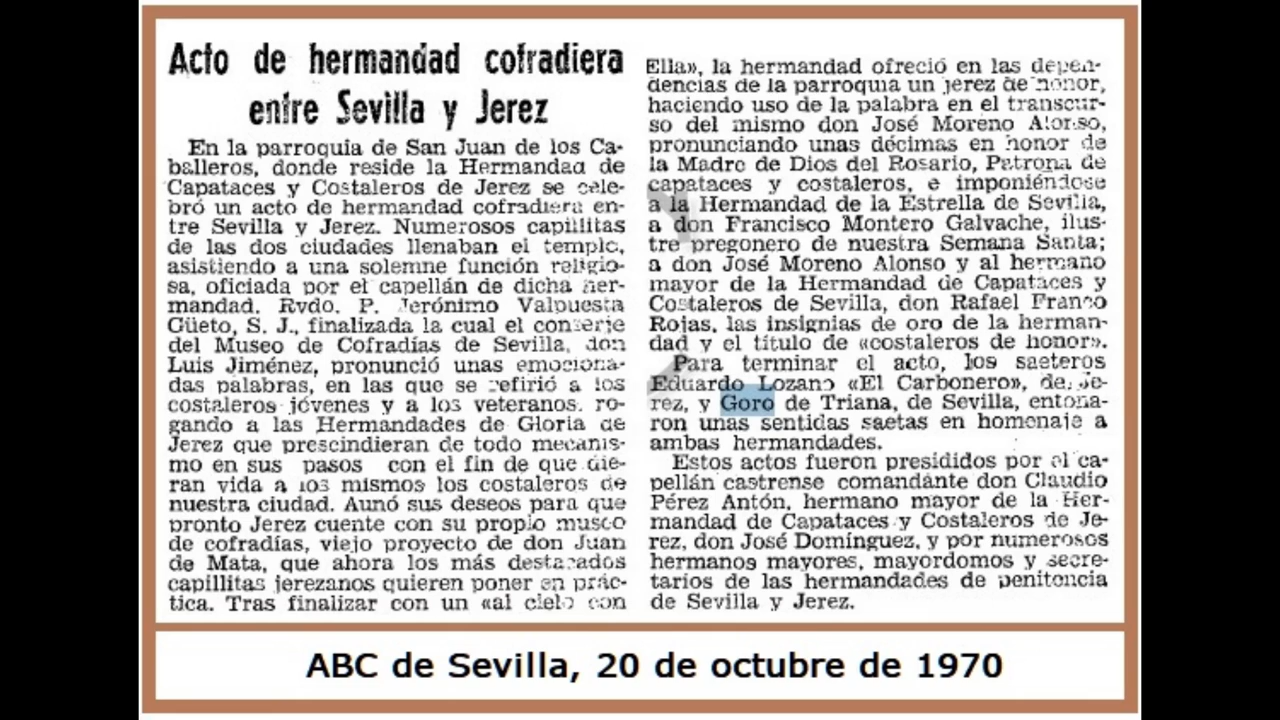 Acto de hermandad cofradiera
entre Sevilla y Jerez
En la parroquia de San Juan de los Ca-
balleros, donde reside la Hermandad de
Capataces y Costaleros de Jerez se cele-
bró un acto de hermandad cofradiera en-
tre Sevilla y Jerez. Numerosos capillitas
de las dos ciudades llenaban el templo,
asistiendo a una solemne función religio-
sa, oficiada por el capellán de dicha her-
mandad, Rvdo. P. Jerónimo Valpuesta
Güeto, S. J., finalizada la cual el conserje
del Museo de Cofradías de Sevilla, don
Luis Jiménez, pronunció unas emociona-
das palabras, en las que se refirió a los
costaleros jóvenes y a los veteranos, ro-
gando a las Hermandades de Gloria de
Jerez que prescindieran de todo mecanis-
mo en sus pasos con el fin de que die-
ran vida a los mismos los costaleros de
nuestra ciudad. Aunó sus deseos para que
pronto Jerez cuente con su propio museo
de cofradías, viejo proyecto de don Juan
de Mata, que ahora los más destacados
capillitas jerezanos quieren poner en prác-
tica. Tras finalizar con un «al cielo con
Ella», la hermandad ofreció en las depen-
dencias de la parroquia un jerez de honor,
haciendo uso de la palabra en el transcur-
so del mismo don José Moreno Alonso,
pronunciando unas décimas en honor de
la Madre de Dios del Rosario, Patrona de
capataces y costaleros, e imponiéndose
a la Hermandad de la Estrella de Sevilla,
a don Francisco Montero Galvache, ilus-
tre pregonero de nuestra Semana Santa;
a don José Moreno Alonso y al hermano
mayor de la Hermandad de Capataces y
Costaleros de Sevilla, don Rafael Franco
Rojas, las insignias de oro de la herman-
dad y el título de «costaleros de honor».
Para terminar el acto, los saeteros
Eduardo Lozano «El Carbonero», de Je-
rez, y Goro de Triana, de Sevilla, entona-
ron unas sentidas saetas en homenaje a
ambas hermandades.
Estos actos fueron presididos por el ca-
pellán castrense comandante don Claudio
Pérez Antón, hermano mayor de la Her-
mandad de Capataces y Costaleros de Je-
rez, don José Domínguez, y por numerosos
hermanos mayores, mayordomos y secre-
tarios de las hermandades de penitencia
de Sevilla y Jerez.
ABC de Sevilla, 20 de octubre de 1970